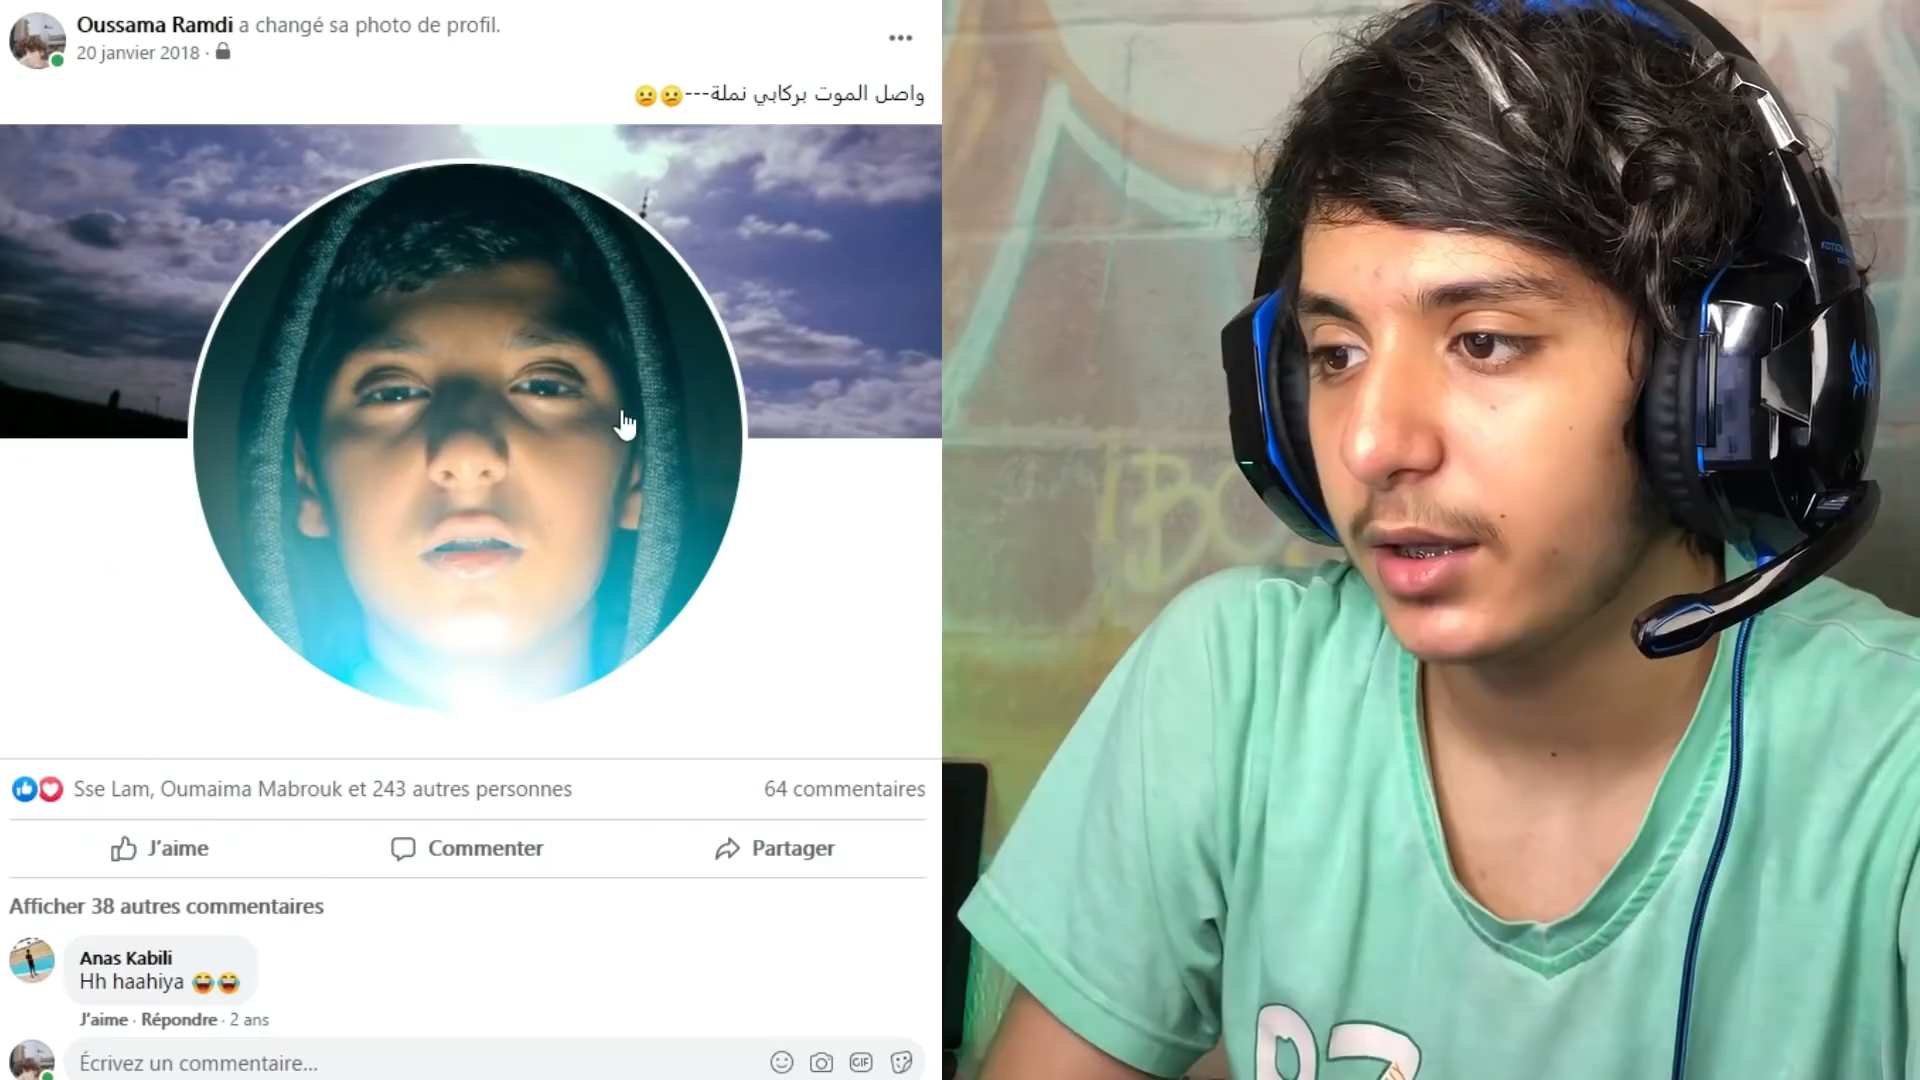 Oussama Ramdi a changé sa photo de profil.
20 janvier 2018 ·
واصل الموت بركابي نملة---😕😕
Sse Lam, Oumaima Mabrouk et 243 autres personnes
64 commentaires
J'aime
Commenter
Partager
Afficher 38 autres commentaires
Anas Kabili
Hh haahiya 😂😂
J'aime · Répondre · 2 ans
Écrivez un commentaire...
GIF